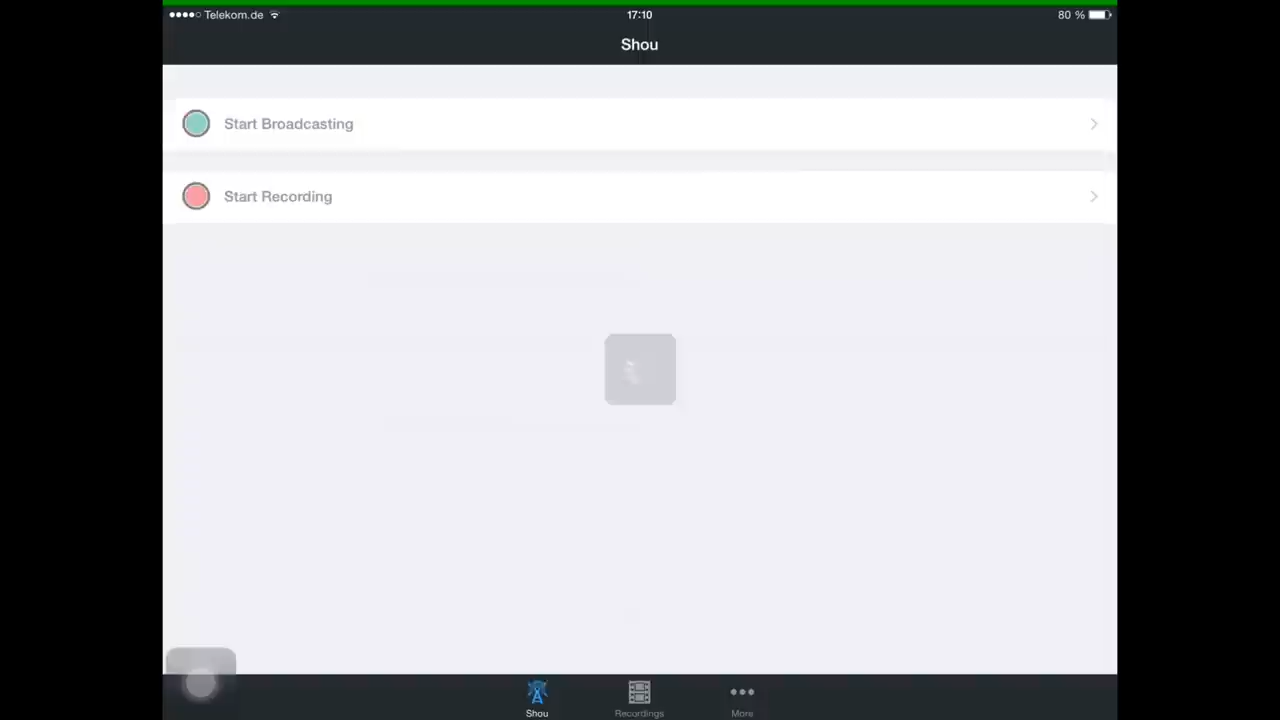 Telekom.de 17:10 80 %
Shou
Start Broadcasting
Start Recording
Shou Recordings More